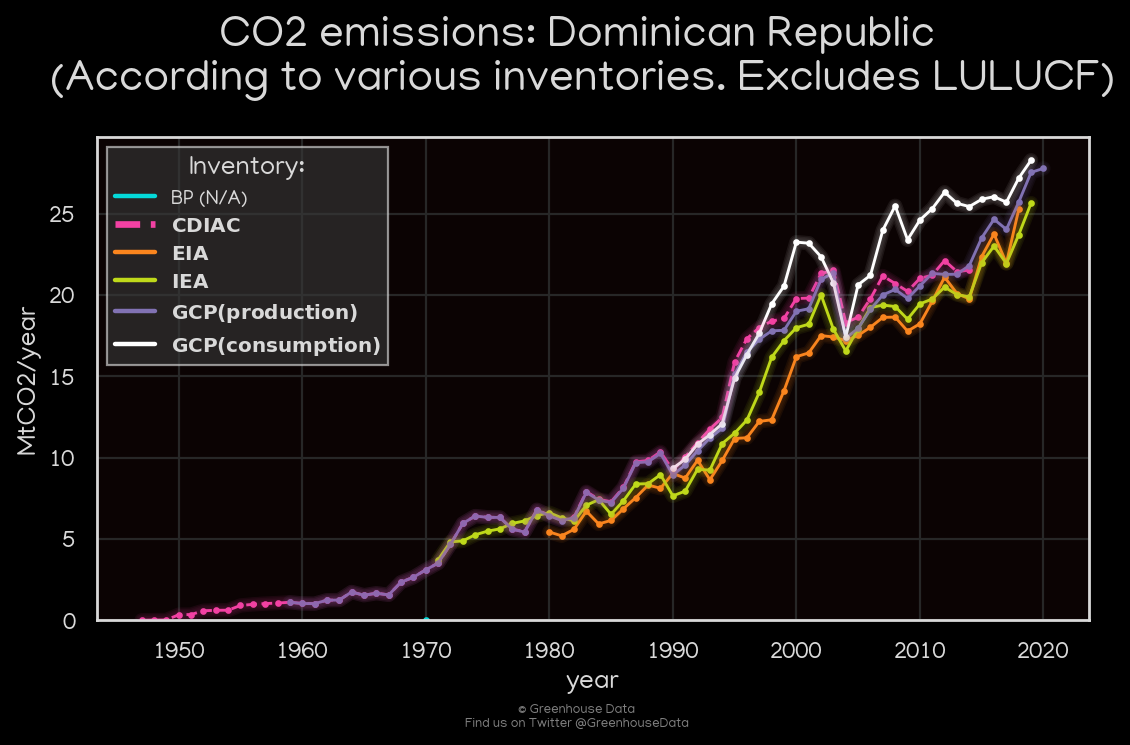 CO2 emissions: Dominican Republic
(According to various inventories. Excludes LULUCF)
Inventory:
BP (N/A)
CDIAC
EIA
IEA
GCP(production)
GCP(consumption)
MtCO2/year
25
20
15
10
5
0
1950 1960 1970 1980 1990 2000 2010 2020
year
© Greenhouse Data
Find us on Twitter @GreenhouseData